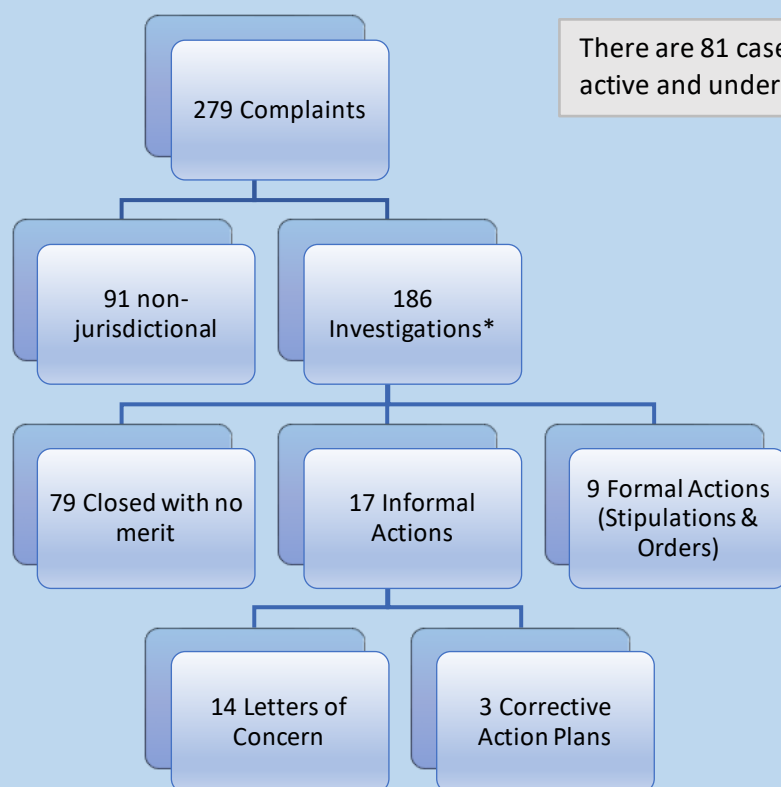 279 Complaints
There are 81 case
active and under
91 non-
jurisdictional
186
Investigations*
79 Closed with no
merit
17 Informal
Actions
9 Formal Actions
(Stipulations &
Orders)
14 Letters of
Concern
3 Corrective
Action Plans